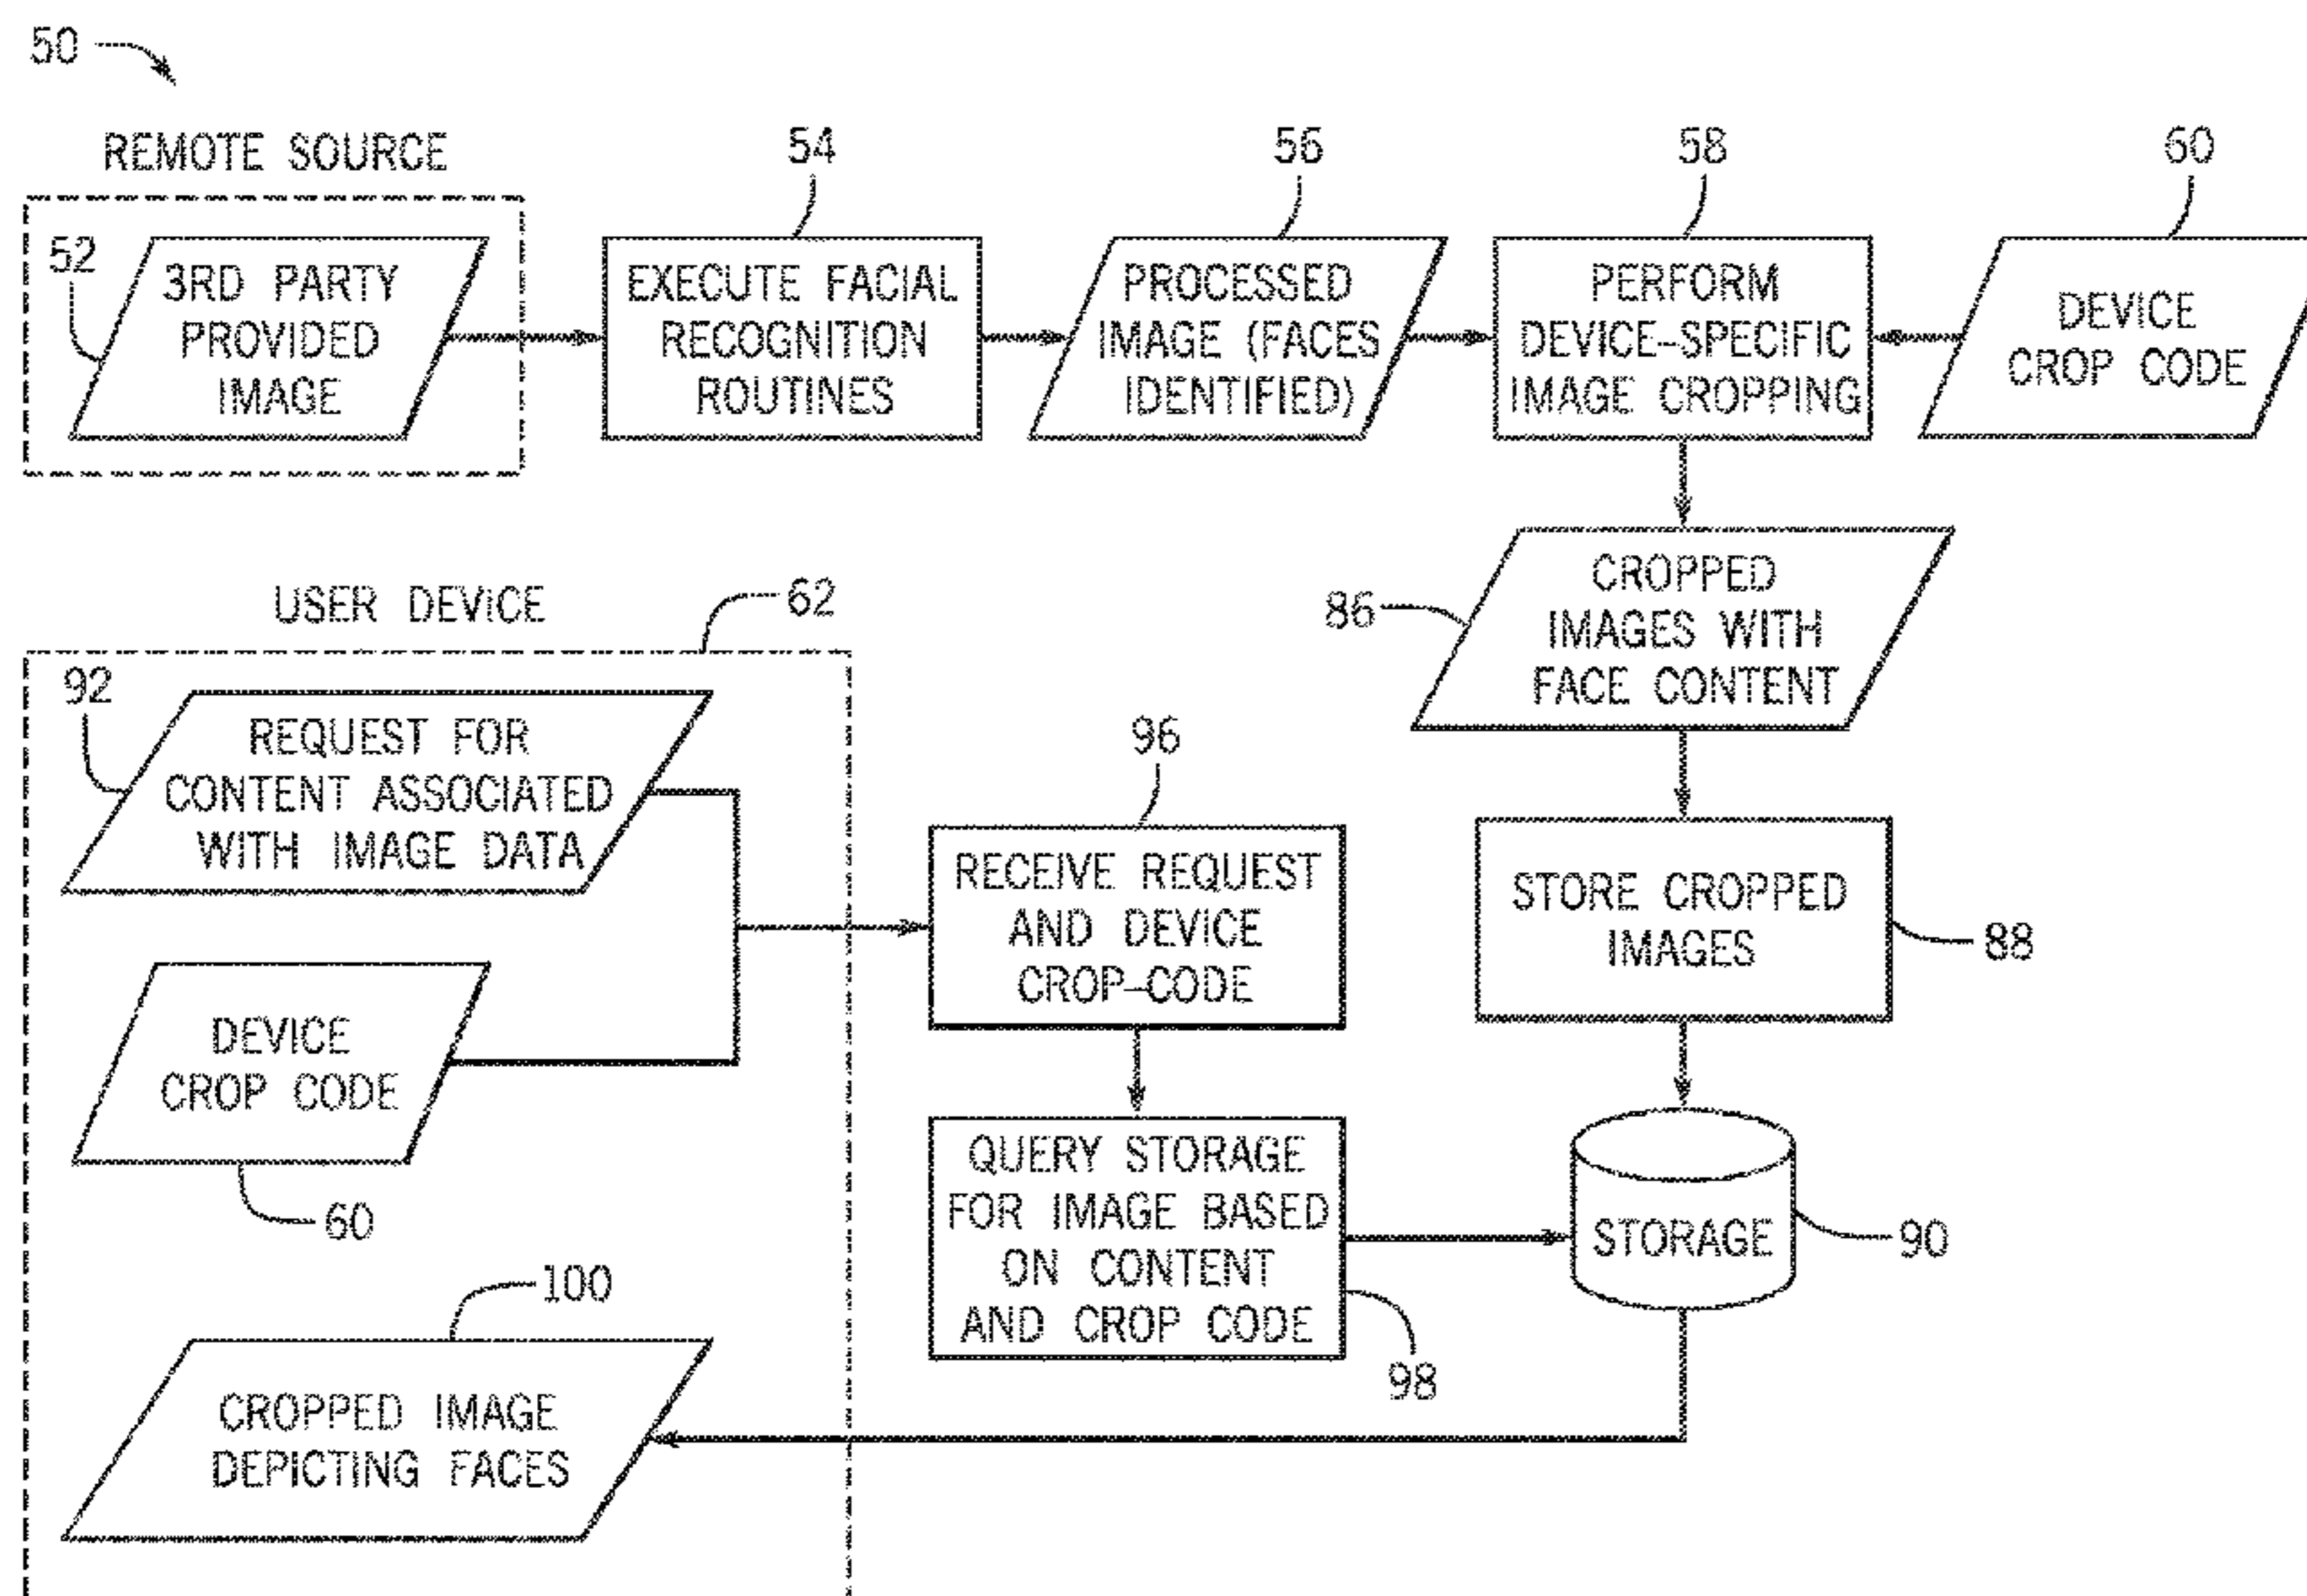 50
REMOTE SOURCE
52
3RD PARTY
PROVIDED
IMAGE
54
EXECUTE FACIAL
RECOGNITION
ROUTINES
56
PROCESSED
IMAGE (FACES
IDENTIFIED)
58
PERFORM
DEVICE-SPECIFIC
IMAGE CROPPING
60
DEVICE
CROP CODE
86
CROPPED
IMAGES WITH
FACE CONTENT
USER DEVICE
62
92
REQUEST FOR
CONTENT ASSOCIATED
WITH IMAGE DATA
96
RECEIVE REQUEST
AND DEVICE
CROP-CODE
STORE CROPPED
IMAGES
88
DEVICE
CROP CODE
60
QUERY STORAGE
FOR IMAGE BASED
ON CONTENT
AND CROP CODE
98
STORAGE
90
100
CROPPED IMAGE
DEPICTING FACES